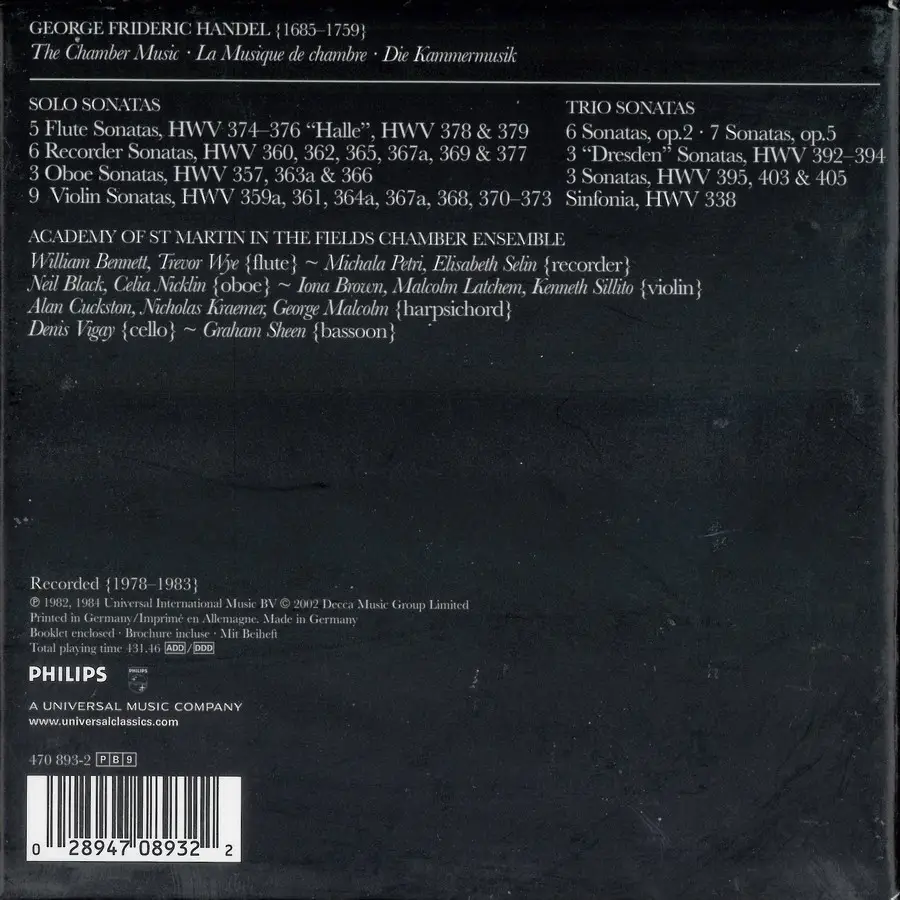 GEORGE FRIDERIC HANDEL {1685–1759}
The Chamber Music · La Musique de chambre · Die Kammermusik
SOLO SONATAS
5 Flute Sonatas, HWV 374–376 “Halle”, HWV 378 & 379
6 Recorder Sonatas, HWV 360, 362, 365, 367a, 369 & 377
3 Oboe Sonatas, HWV 357, 363a & 366
9 Violin Sonatas, HWV 359a, 361, 364a, 367a, 368, 370–373
TRIO SONATAS
6 Sonatas, op.2 · 7 Sonatas, op.5
3 “Dresden” Sonatas, HWV 392–394
3 Sonatas, HWV 395, 403 & 405
Sinfonia, HWV 338
ACADEMY OF ST MARTIN IN THE FIELDS CHAMBER ENSEMBLE
William Bennett, Trevor Wye {flute} ~ Michala Petri, Elisabeth Selin {recorder}
Neil Black, Celia Nicklin {oboe} ~ Iona Brown, Malcolm Latchem, Kenneth Sillito {violin}
Alan Cuckston, Nicholas Kraemer, George Malcolm {harpsichord}
Denis Vigay {cello} ~ Graham Sheen {bassoon}
Recorded {1978–1983}
℗ 1982, 1984 Universal International Music BV © 2002 Decca Music Group Limited
Printed in Germany/Imprimé en Allemagne. Made in Germany
Booklet enclosed · Brochure incluse · Mit Beiheft
Total playing time 431.46 ADD/DDD
PHILIPS PHILIPS
A UNIVERSAL MUSIC COMPANY
www.universalclassics.com
470 893-2 PB9
0 28947 08932 2